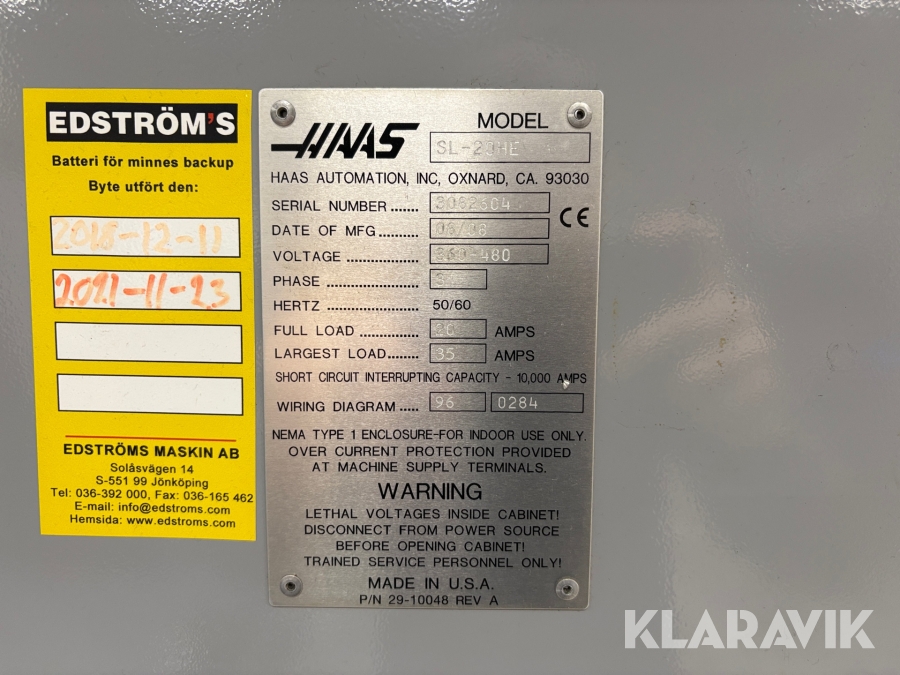 EDSTRÖM'S
Batteri för minnes backup
Byte utfört den:
2018-12-11
2021-11-23
EDSTRÖMS MASKIN AB
Solåsvägen 14
S-551 99 Jönköping
Tel: 036-392 000, Fax: 036-165 462
E-mail: info@edstroms.com
Hemsida: www.edstroms.com
HAAS
MODEL
HAAS AUTOMATION, INC, OXNARD, CA. 93030
SERIAL NUMBER .......
CE
DATE OF MFG ..........
VOLTAGE ................
PHASE ...................
HERTZ 50/60
FULL LOAD .............. AMPS
LARGEST LOAD ........ 35 AMPS
SHORT CIRCUIT INTERRUPTING CAPACITY - 10,000 AMPS
WIRING DIAGRAM ..... 96 0284
NEMA TYPE 1 ENCLOSURE-FOR INDOOR USE ONLY.
OVER CURRENT PROTECTION PROVIDED
AT MACHINE SUPPLY TERMINALS.
WARNING
LETHAL VOLTAGES INSIDE CABINET!
DISCONNECT FROM POWER SOURCE
BEFORE OPENING CABINET!
TRAINED SERVICE PERSONNEL ONLY!
MADE IN U.S.A.
P/N 29-10048 REV A
KLARAVIK